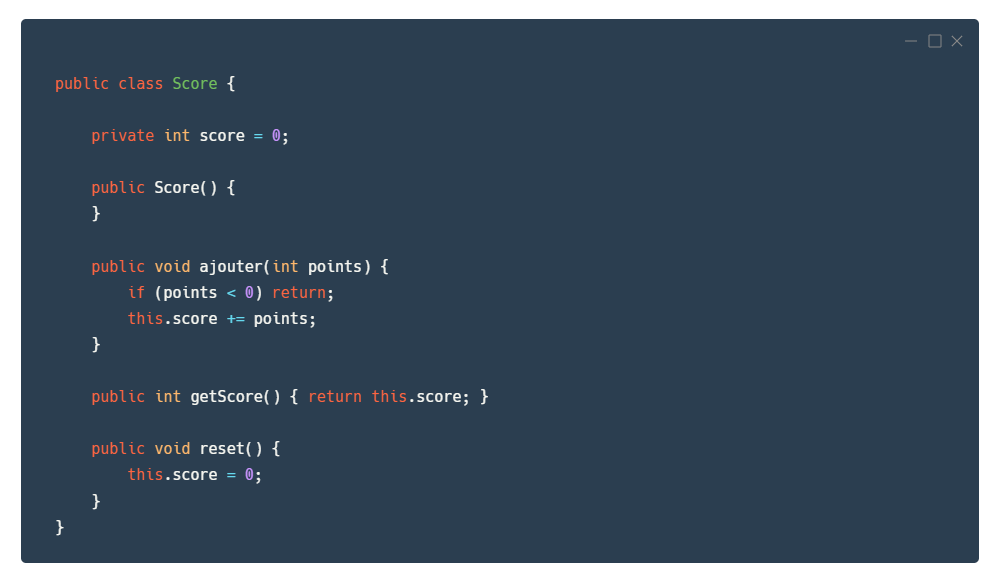 public class Score {
    private int score = 0;
    public Score() {
    }
    public void ajouter(int points) {
        if (points < 0) return;
        this.score += points;
    }
    public int getScore() { return this.score; }
    public void reset() {
        this.score = 0;
    }
}